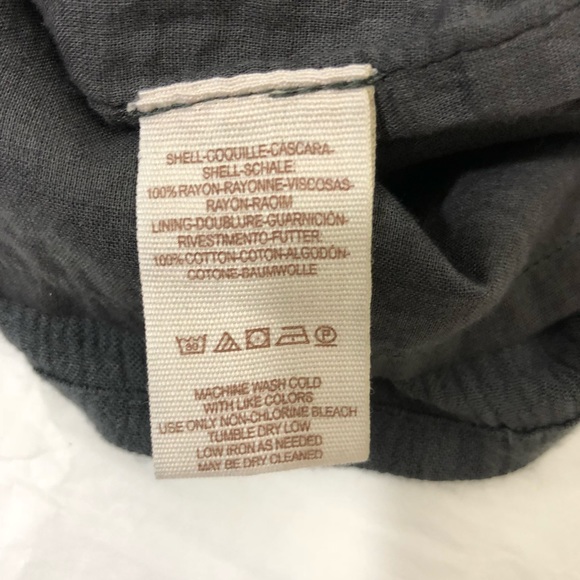 SHELL-COQUILLE-CÁSCARA-
SHELL-SCHALE:
100% RAYON-RAYONNE-VISCOSAS-
RAYON-RAOIM
LINING-DOUBLURE-GUARNICIÓN-
RIVESTIMENTO-FUTTER:
100% COTTON-COTON-ALGODÓN-
COTONE-BAUMWOLLE
30
P
MACHINE WASH COLD
WITH LIKE COLORS
USE ONLY NON-CHLORINE BLEACH
TUMBLE DRY LOW
LOW IRON AS NEEDED
MAY BE DRY CLEANED